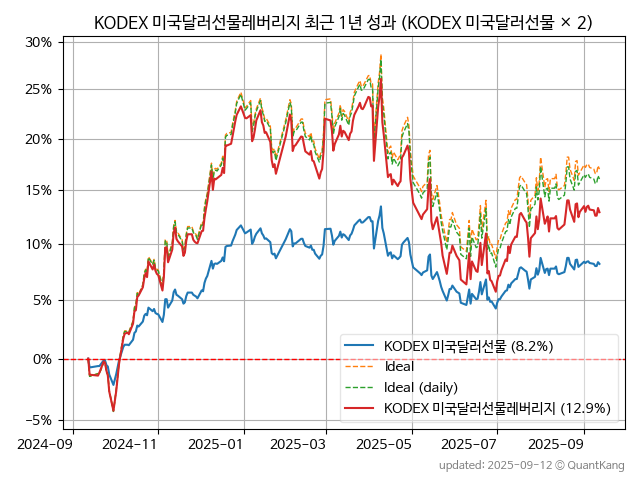 KODEX 미국달러선물레버리지 최근 1년 성과 (KODEX 미국달러선물 × 2)
30%
25%
20%
15%
10%
5%
0%
−5%
KODEX 미국달러선물 (8.2%)
Ideal
Ideal (daily)
KODEX 미국달러선물레버리지 (12.9%)
2024-09 2024-11 2025-01 2025-03 2025-05 2025-07 2025-09
updated: 2025-09-12 © QuantKang